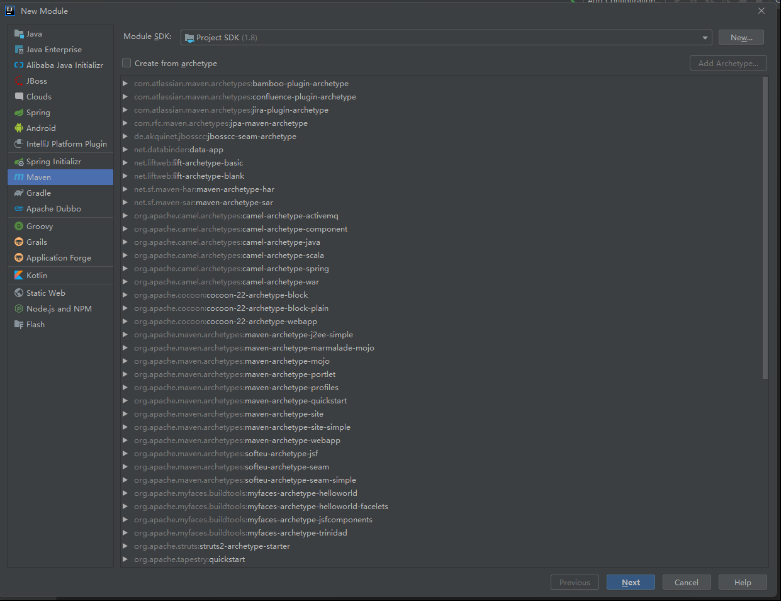 New Module
Java
Java Enterprise
Alibaba Java Initializr
JBoss
Clouds
Spring
Android
IntelliJ Platform Plugin
Spring Initializr
Maven
Gradle
Apache Dubbo
Groovy
Grails
Application Forge
Kotlin
Static Web
Node.js and NPM
Flash
Module SDK: Project SDK (1.8) New...
Create from archetype Add Archetype...
com.atlassian.maven.archetypes:bamboo-plugin-archetype
com.atlassian.maven.archetypes:confluence-plugin-archetype
com.atlassian.maven.archetypes:jira-plugin-archetype
com.rfc.maven.archetypes:jpa-maven-archetype
de.akquinet.jbosscc:jbosscc-seam-archetype
net.databinder:data-app
net.liftweb:lift-archetype-basic
net.liftweb:lift-archetype-blank
net.sf.maven-har:maven-archetype-har
net.sf.maven-sar:maven-archetype-sar
org.apache.camel.archetypes:camel-archetype-activemq
org.apache.camel.archetypes:camel-archetype-component
org.apache.camel.archetypes:camel-archetype-java
org.apache.camel.archetypes:camel-archetype-scala
org.apache.camel.archetypes:camel-archetype-spring
org.apache.camel.archetypes:camel-archetype-war
org.apache.cocoon:cocoon-22-archetype-block
org.apache.cocoon:cocoon-22-archetype-block-plain
org.apache.cocoon:cocoon-22-archetype-webapp
org.apache.maven.archetypes:maven-archetype-j2ee-simple
org.apache.maven.archetypes:maven-archetype-marmalade-mojo
org.apache.maven.archetypes:maven-archetype-mojo
org.apache.maven.archetypes:maven-archetype-portlet
org.apache.maven.archetypes:maven-archetype-profiles
org.apache.maven.archetypes:maven-archetype-quickstart
org.apache.maven.archetypes:maven-archetype-site
org.apache.maven.archetypes:maven-archetype-site-simple
org.apache.maven.archetypes:maven-archetype-webapp
org.apache.maven.archetypes:softeu-archetype-jsf
org.apache.maven.archetypes:softeu-archetype-seam
org.apache.maven.archetypes:softeu-archetype-seam-simple
org.apache.myfaces.buildtools:myfaces-archetype-helloworld
org.apache.myfaces.buildtools:myfaces-archetype-helloworld-facelets
org.apache.myfaces.buildtools:myfaces-archetype-jsfcomponents
org.apache.myfaces.buildtools:myfaces-archetype-trinidad
org.apache.struts:struts2-archetype-starter
org.apache.tapestry:quickstart
Previous Next Cancel Help